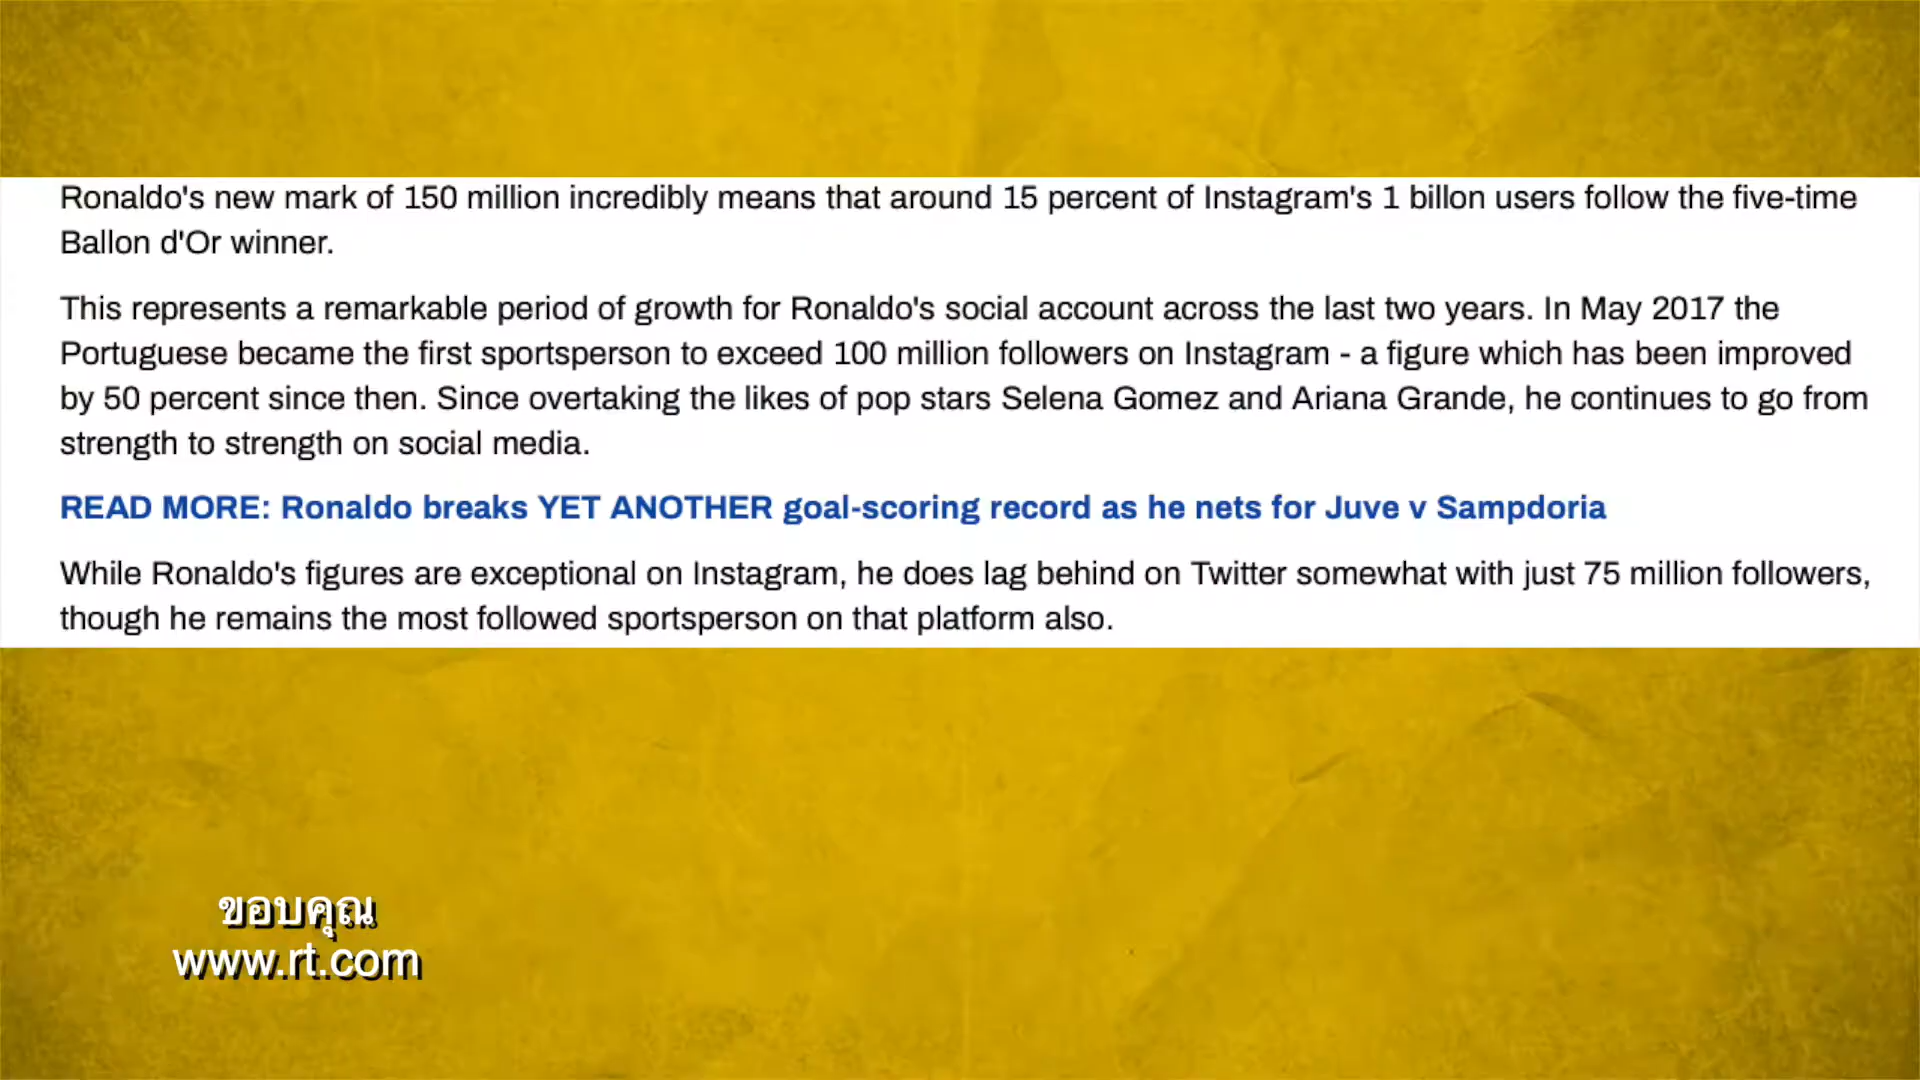 Ronaldo's new mark of 150 million incredibly means that around 15 percent of Instagram's 1 billon users follow the five-time
Ballon d'Or winner.
This represents a remarkable period of growth for Ronaldo's social account across the last two years. In May 2017 the
Portuguese became the first sportsperson to exceed 100 million followers on Instagram - a figure which has been improved
by 50 percent since then. Since overtaking the likes of pop stars Selena Gomez and Ariana Grande, he continues to go from
strength to strength on social media.
READ MORE: Ronaldo breaks YET ANOTHER goal-scoring record as he nets for Juve v Sampdoria
While Ronaldo's figures are exceptional on Instagram, he does lag behind on Twitter somewhat with just 75 million followers,
though he remains the most followed sportsperson on that platform also.
ขอบคุณ
www.rt.com